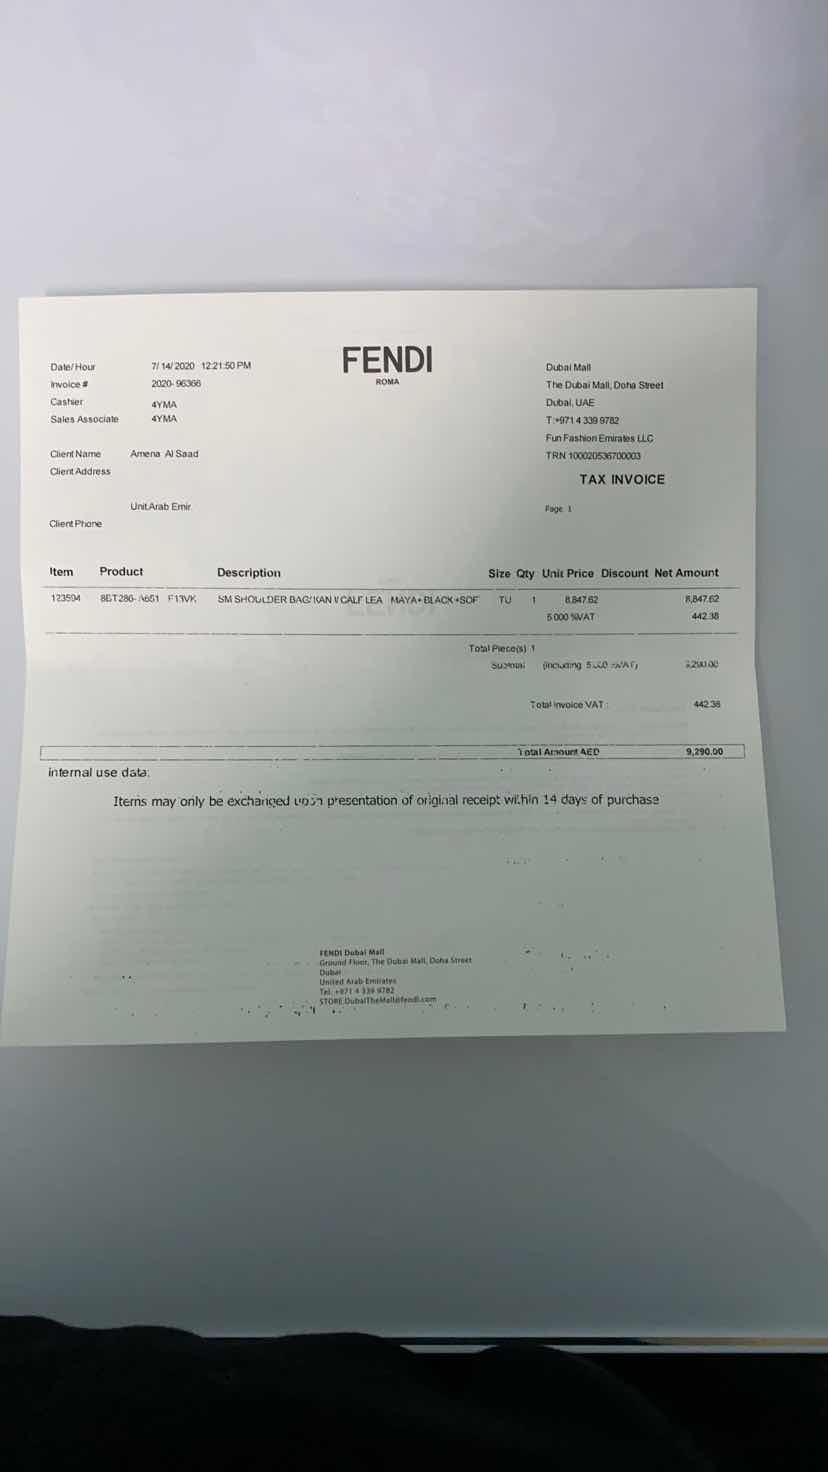 FENDI
ROMA
Date/Hour 7/14/2020 12:21:50 PM
Invoice # 2020-96366
Cashier 4YMA
Sales Associate 4YMA
Client Name Amena Al Saad
Client Address
Unit.Arab Emir.
Client Phone
Dubai Mall
The Dubai Mall, Doha Street
Dubai, UAE
T:+971 4 339 9782
Fun Fashion Emirates LLC
TRN 100020536700003
TAX INVOICE
Page 1
Item Product Description Size Qty Unit Price Discount Net Amount
123594 8BT286-A651 F13VK SM SHOULDER BAG/KAN I/CALF LEA MAYA+BLACK+SOF TU 1 8,847.62 8,847.62
5.000 %VAT 442.38
Total Piece(s) 1
Subtotal (including 5.000 %VAT) 9,290.00
Total Invoice VAT: 442.38
Total Amount AED 9,290.00
internal use data:
Items may only be exchanged upon presentation of original receipt within 14 days of purchase
FENDI Dubai Mall
Ground Floor, The Dubai Mall, Doha Street
Dubai
United Arab Emirates
Tel. +971 4 339 9782
STORE.DubaiTheMall@fendi.com